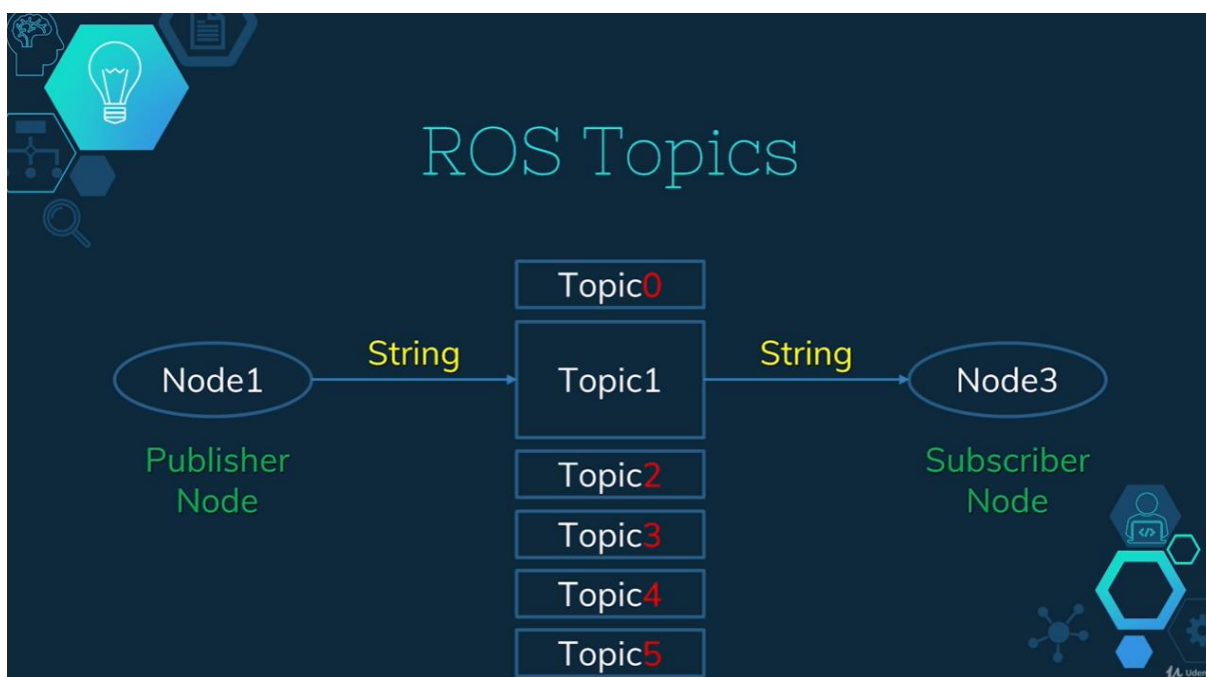 ROS Topics
Topic0
String
String
Node1
Topic1
Node3
Publisher
Node
Subscriber
Node
Topic2
Topic3
Topic4
Topic5